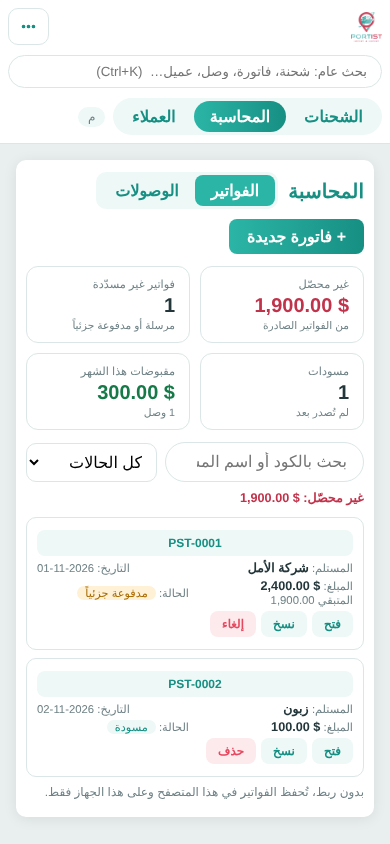 PORTIST
•••
بحث عام: شحنة، فاتورة، وصل، عميل… (Ctrl+K)
الشحنات
المحاسبة
العملاء
م
المحاسبة
الفواتير
الوصولات
+ فاتورة جديدة
غير محصّل
1,900.00 $
من الفواتير الصادرة
فواتير غير مسدّدة
1
مرسلة أو مدفوعة جزئياً
مسودات
1
لم تُصدر بعد
مقبوضات هذا الشهر
300.00 $
1 وصل
بحث بالكود أو اسم المس
كل الحالات
غير محصّل: $ 1,900.00
PST-0001
المستلم: شركة الأمل
التاريخ: 2026-11-01
المبلغ: $ 2,400.00
المتبقي 1,900.00
الحالة: مدفوعة جزئياً
فتح
نسخ
إلغاء
PST-0002
المستلم: زبون
التاريخ: 2026-11-02
المبلغ: $ 100.00
الحالة: مسودة
فتح
نسخ
حذف
بدون ربط، تُحفظ الفواتير في هذا المتصفح وعلى هذا الجهاز فقط.